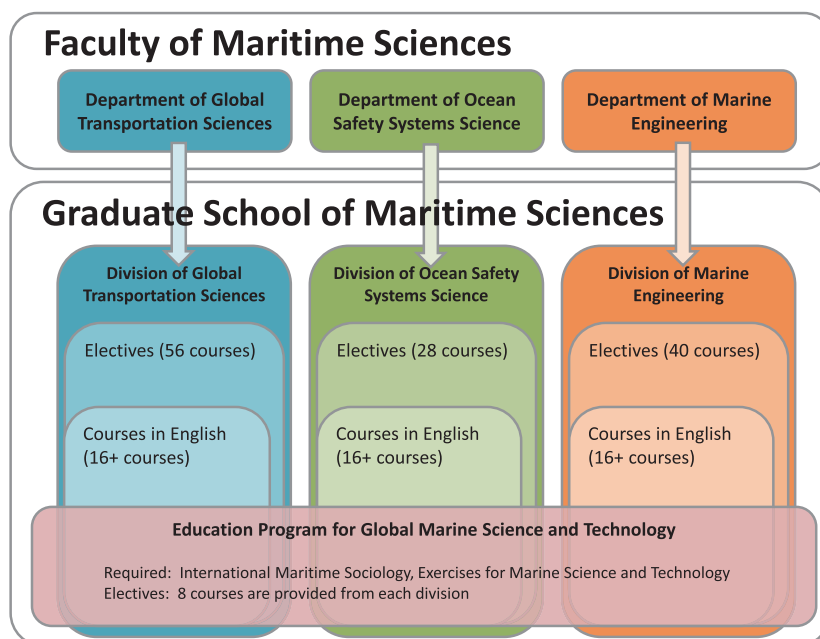 Faculty of Maritime Sciences
Department of Global
Transportation Sciences
Department of Ocean
Safety Systems Science
Department of Marine
Engineering
Graduate School of Maritime Sciences
Division of Global
Transportation Sciences
Division of Ocean Safety
Systems Science
Division of Marine
Engineering
Electives (56 courses)
Electives (28 courses)
Electives (40 courses)
Courses in English
(16+ courses)
Courses in English
(16+ courses)
Courses in English
(16+ courses)
Education Program for Global Marine Science and Technology
Required:  International Maritime Sociology, Exercises for Marine Science and Technology
Electives:  8 courses are provided from each division